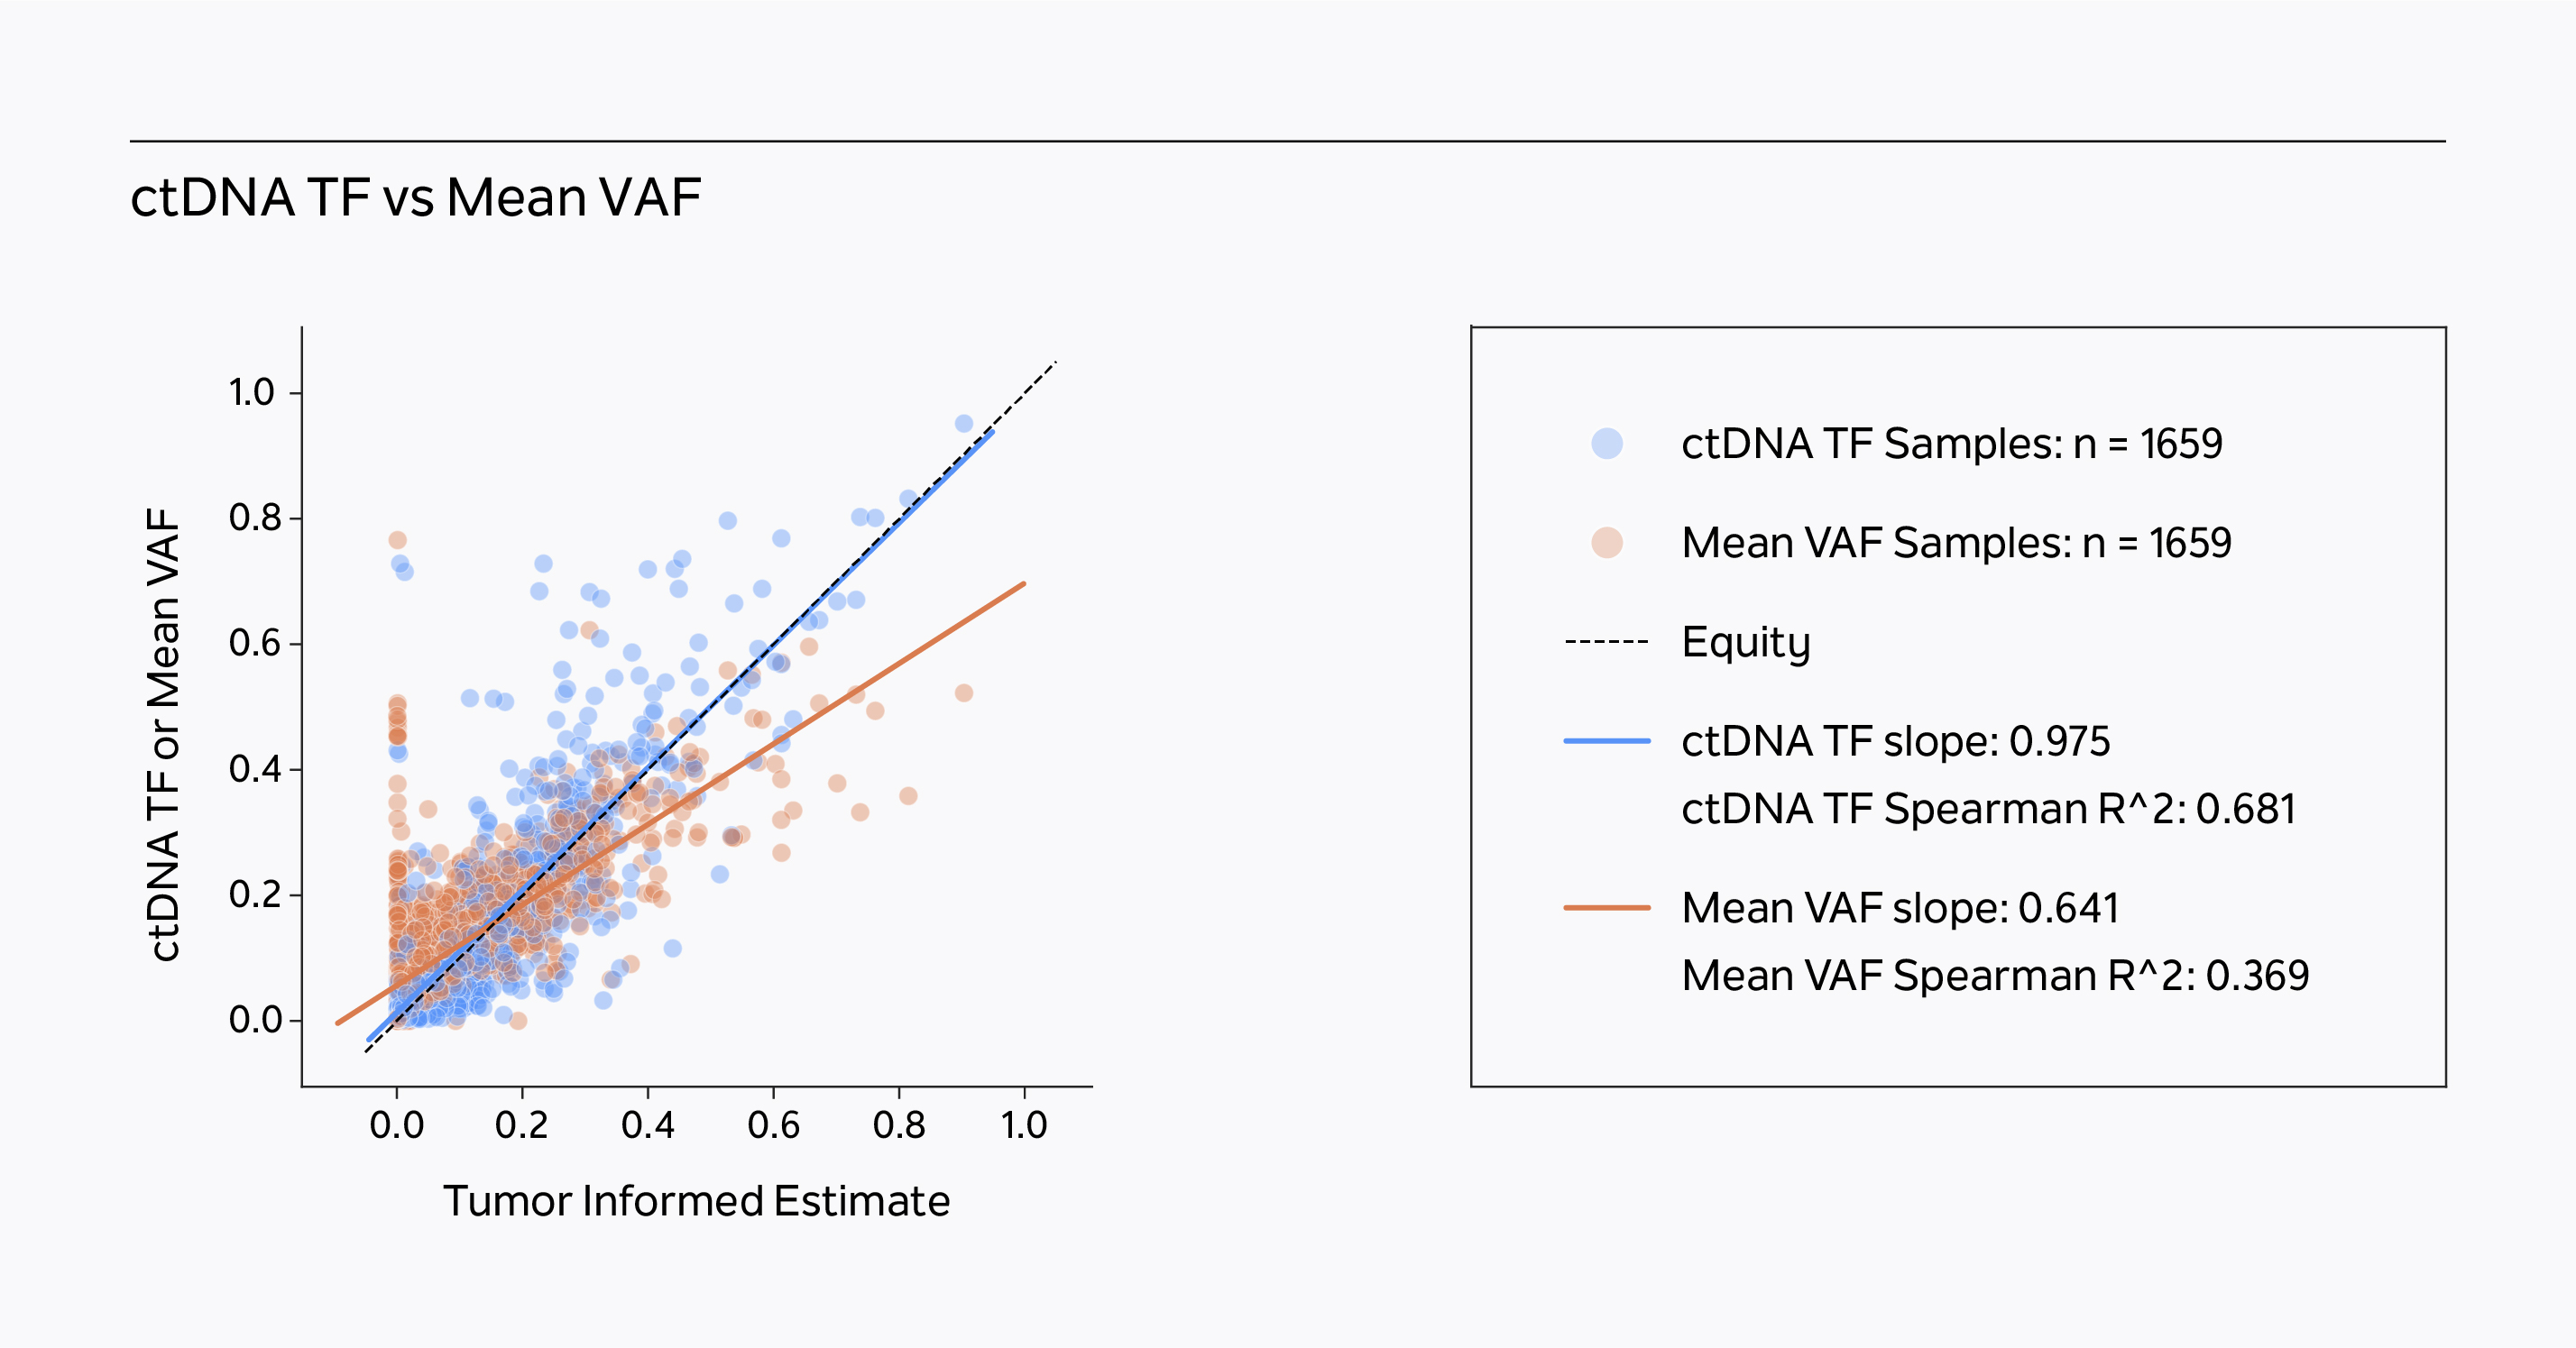 ctDNA TF vs Mean VAF
ctDNA TF or Mean VAF
1.0
0.8
0.6
0.4
0.2
0.0
0.0 0.2 0.4 0.6 0.8 1.0
Tumor Informed Estimate
ctDNA TF Samples: n = 1659
Mean VAF Samples: n = 1659
Equity
ctDNA TF slope: 0.975
ctDNA TF Spearman R^2: 0.681
Mean VAF slope: 0.641
Mean VAF Spearman R^2: 0.369